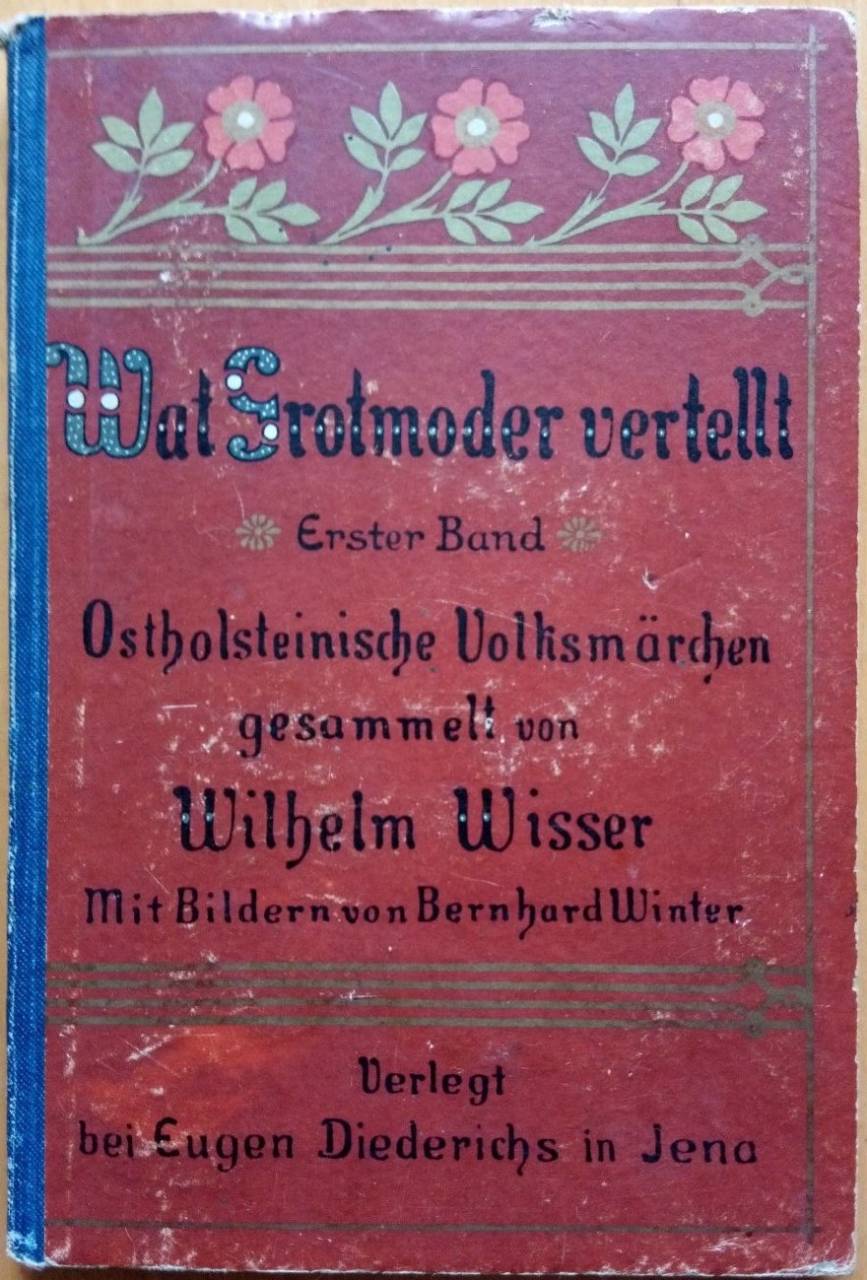 Wat Grotmoder vertellt
Erster Band
Ostholsteinische Volksmärchen
gesammelt von
Wilhelm Wisser
Mit Bildern von Bernhard Winter
Verlegt
bei Eugen Diederichs in Jena